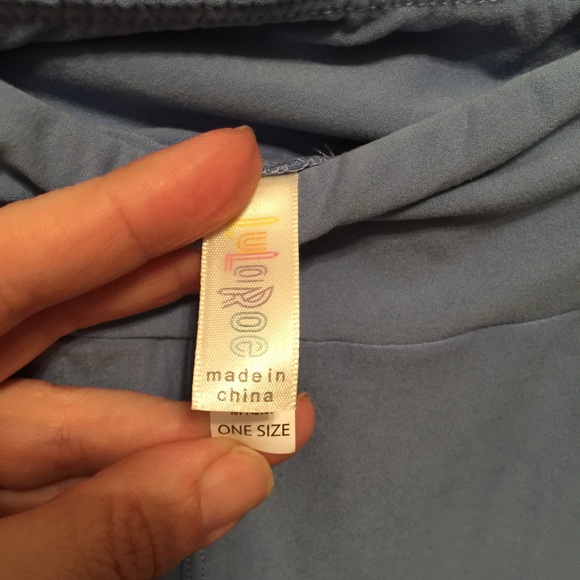 LuLaRoe
made in
china
ONE SIZE